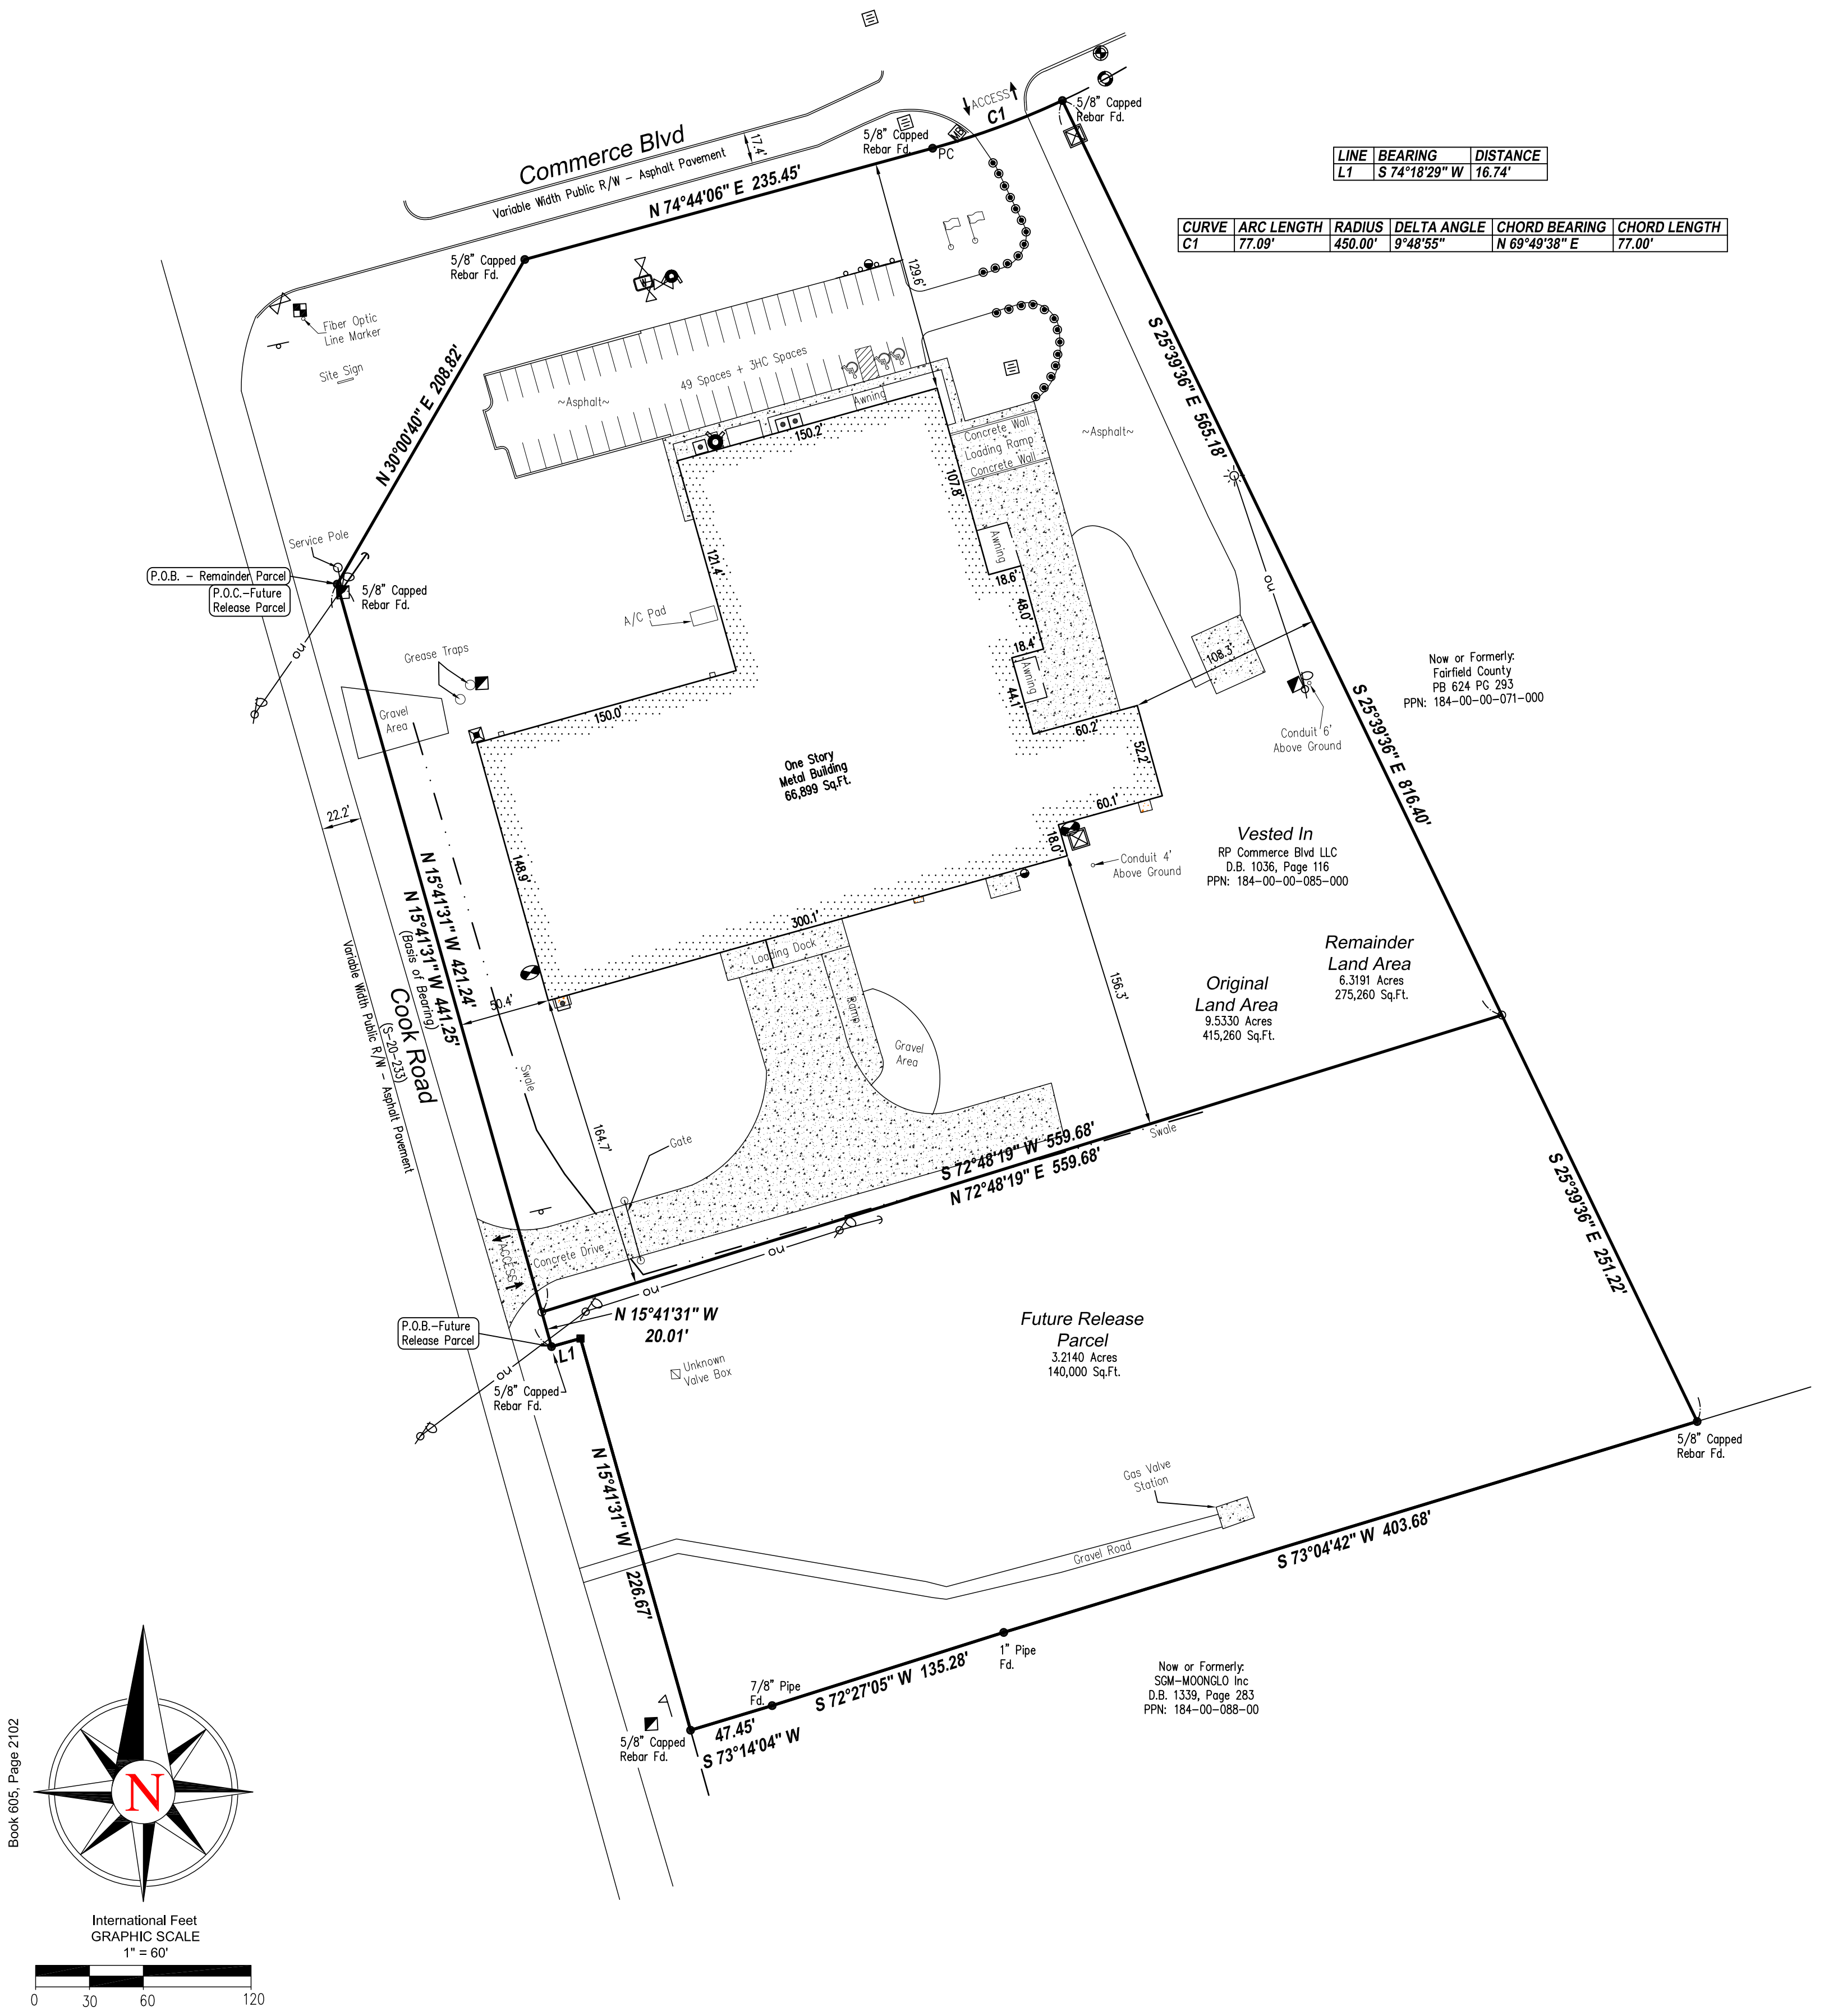 ACCESS
C1
5/8" Capped
Rebar Fd.
5/8" Capped
Rebar Fd.
MB
PC
Commerce Blvd
Variable Width Public R/W - Asphalt Pavement
17.4'
N 74°44'06" E 235.45'
LINE BEARING DISTANCE
L1 S 74°18'29" W 16.74'
CURVE ARC LENGTH RADIUS DELTA ANGLE CHORD BEARING CHORD LENGTH
C1 77.09' 450.00' 9°48'55" N 69°49'38" E 77.00'
5/8" Capped
Rebar Fd.
129.6'
Fiber Optic
Line Marker
Site Sign
N 30°00'40" E 208.82'
49 Spaces + 3HC Spaces
~Asphalt~
Awning
150.2'
S 25°39'36" E 565.18'
Concrete Wall
Loading Ramp
Concrete Wall
~Asphalt~
107.8'
Service Pole
P.O.B. - Remainder Parcel
P.O.C.-Future
Release Parcel
5/8" Capped
Rebar Fd.
OU
121.4'
Awning
18.6'
48.0'
OU
A/C Pad
Grease Traps
18.4'
Awning
44.1'
108.3'
Now or Formerly:
Fairfield County
PB 624 PG 293
PPN: 184-00-00-071-000
Gravel
Area
150.0'
60.2'
52.2'
Conduit 6'
Above Ground
S 25°39'36" E 816.40'
One Story
Metal Building
66,899 Sq.Ft.
22.2'
60.1'
18.0'
Conduit 4'
Above Ground
Vested In
RP Commerce Blvd LLC
D.B. 1036, Page 116
PPN: 184-00-00-085-000
148.9'
N 15°41'31" W 421.24'
N 15°41'31" W 441.25'
(Basis of Bearing)
Cook Road
(S-20-233)
Variable Width Public R/W - Asphalt Pavement
300.1'
Loading Dock
Ramp
Gravel
Area
50.4'
156.3'
Remainder
Land Area
6.3191 Acres
275,260 Sq.Ft.
Original
Land Area
9.5330 Acres
415,260 Sq.Ft.
Swale
164.7'
Gate
Swale
S 72°48'19" W 559.68'
N 72°48'19" E 559.68'
S 25°39'36" E 251.22'
ACCESS
Concrete Drive
OU
OU
P.O.B.-Future
Release Parcel
N 15°41'31" W
20.01'
L1
OU
5/8" Capped
Rebar Fd.
Unknown
Valve Box
Future Release
Parcel
3.2140 Acres
140,000 Sq.Ft.
5/8" Capped
Rebar Fd.
N 15°41'31" W 226.67'
Gas Valve
Station
Gravel Road
S 73°04'42" W 403.68'
1" Pipe
Fd.
S 72°27'05" W 135.28'
7/8" Pipe
Fd.
47.45'
S 73°14'04" W
5/8" Capped
Rebar Fd.
Now or Formerly:
SGM-MOONGLO Inc
D.B. 1339, Page 283
PPN: 184-00-088-00
Book 605, Page 2102
N
International Feet
GRAPHIC SCALE
1" = 60'
0 30 60 120